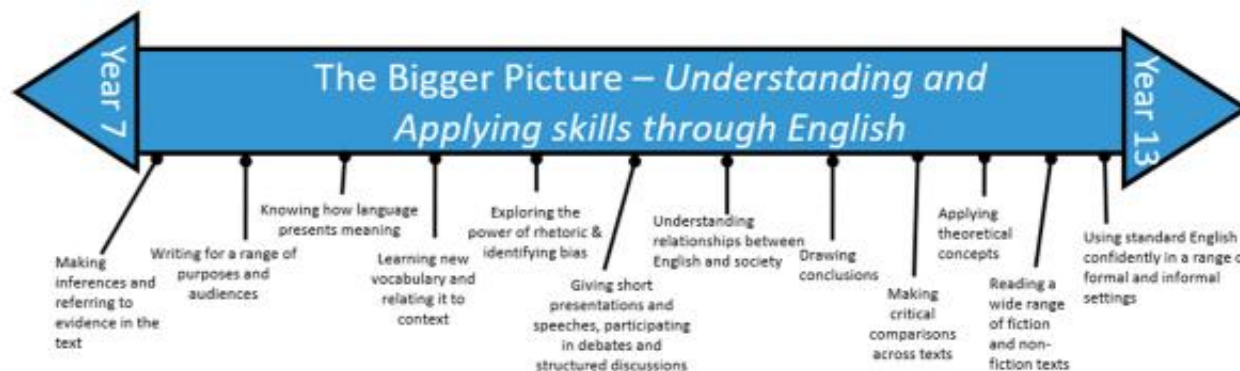 Year 7
The Bigger Picture – Understanding and
Applying skills through English
Year 13
Making
inferences and
referring to
evidence in the
text
Writing for a range of
purposes and
audiences
Knowing how language
presents meaning
Learning new
vocabulary and
relating it to
context
Exploring the
power of rhetoric &
identifying bias
Giving short
presentations and
speeches, participating
in debates and
structured discussions
Understanding
relationships between
English and society
Drawing
conclusions
Making
critical
comparisons
across texts
Applying
theoretical
concepts
Reading a
wide range
of fiction
and non-
fiction texts
Using standard English
confidently in a range o
formal and informal
settings